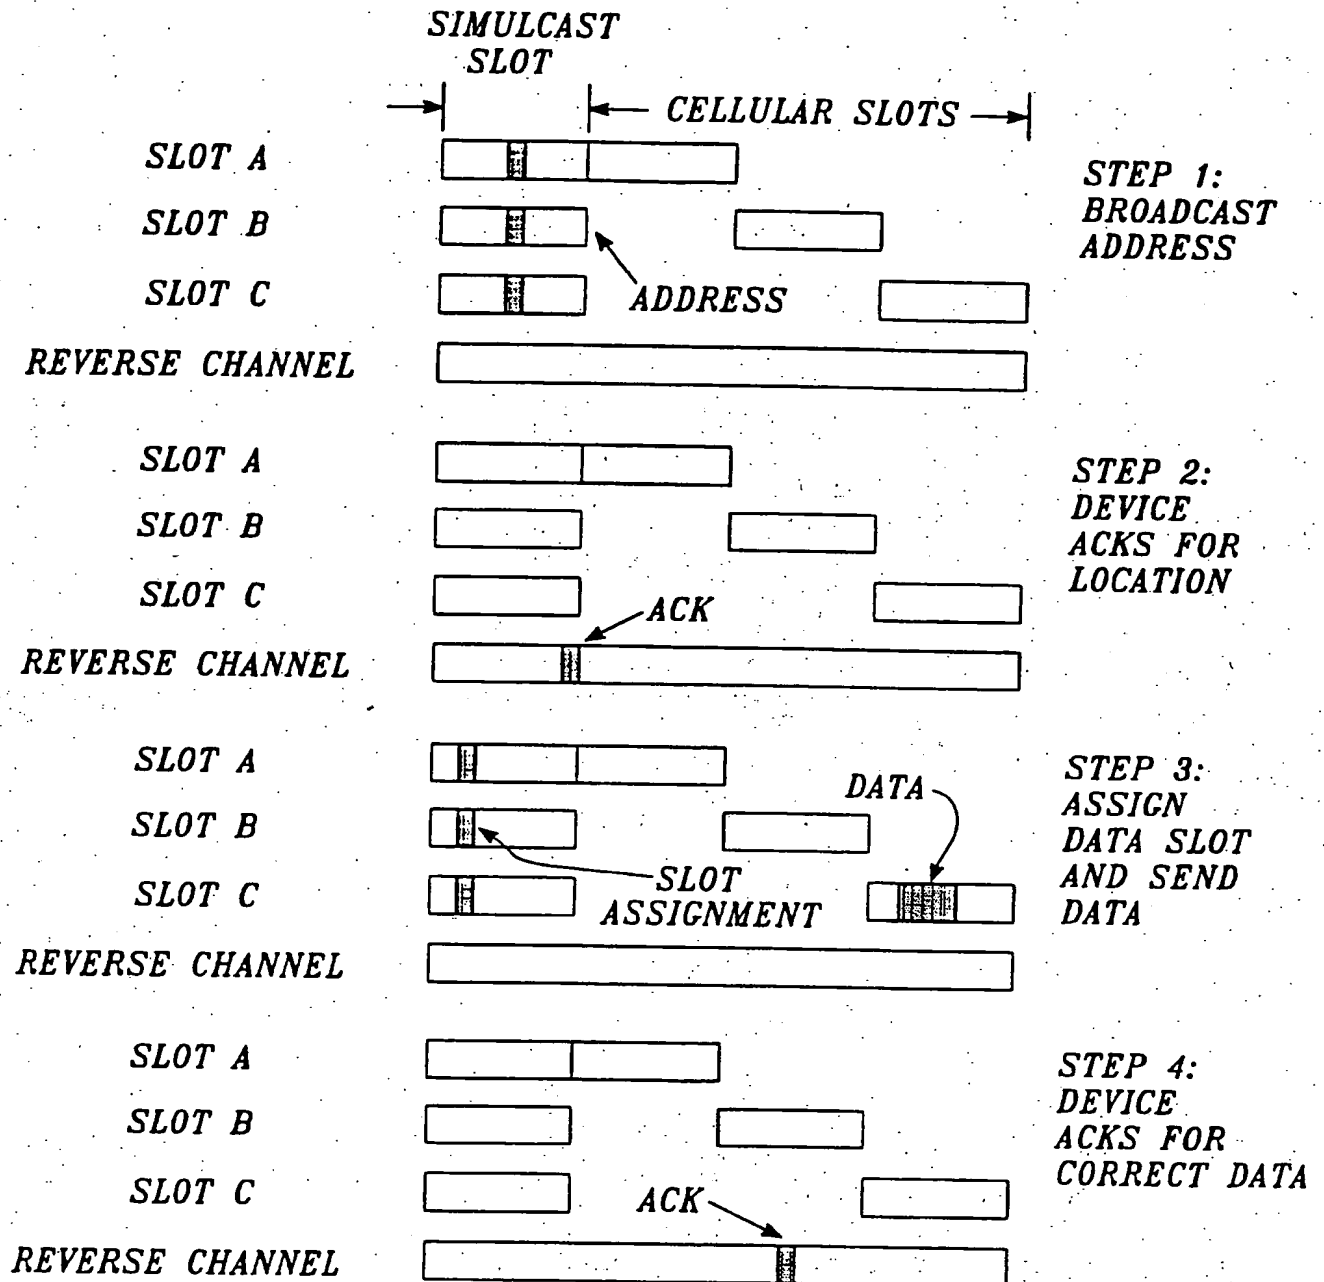 SIMULCAST
SLOT
CELLULAR SLOTS
SLOT A
SLOT B
SLOT C
ADDRESS
REVERSE CHANNEL
STEP 1:
BROADCAST
ADDRESS
SLOT A
SLOT B
SLOT C
ACK
REVERSE CHANNEL
STEP 2:
DEVICE
ACKS FOR
LOCATION
SLOT A
SLOT B
SLOT C
DATA
SLOT
ASSIGNMENT
REVERSE CHANNEL
STEP 3:
ASSIGN
DATA SLOT
AND SEND
DATA
SLOT A
SLOT B
SLOT C
ACK
REVERSE CHANNEL
STEP 4:
DEVICE
ACKS FOR
CORRECT DATA